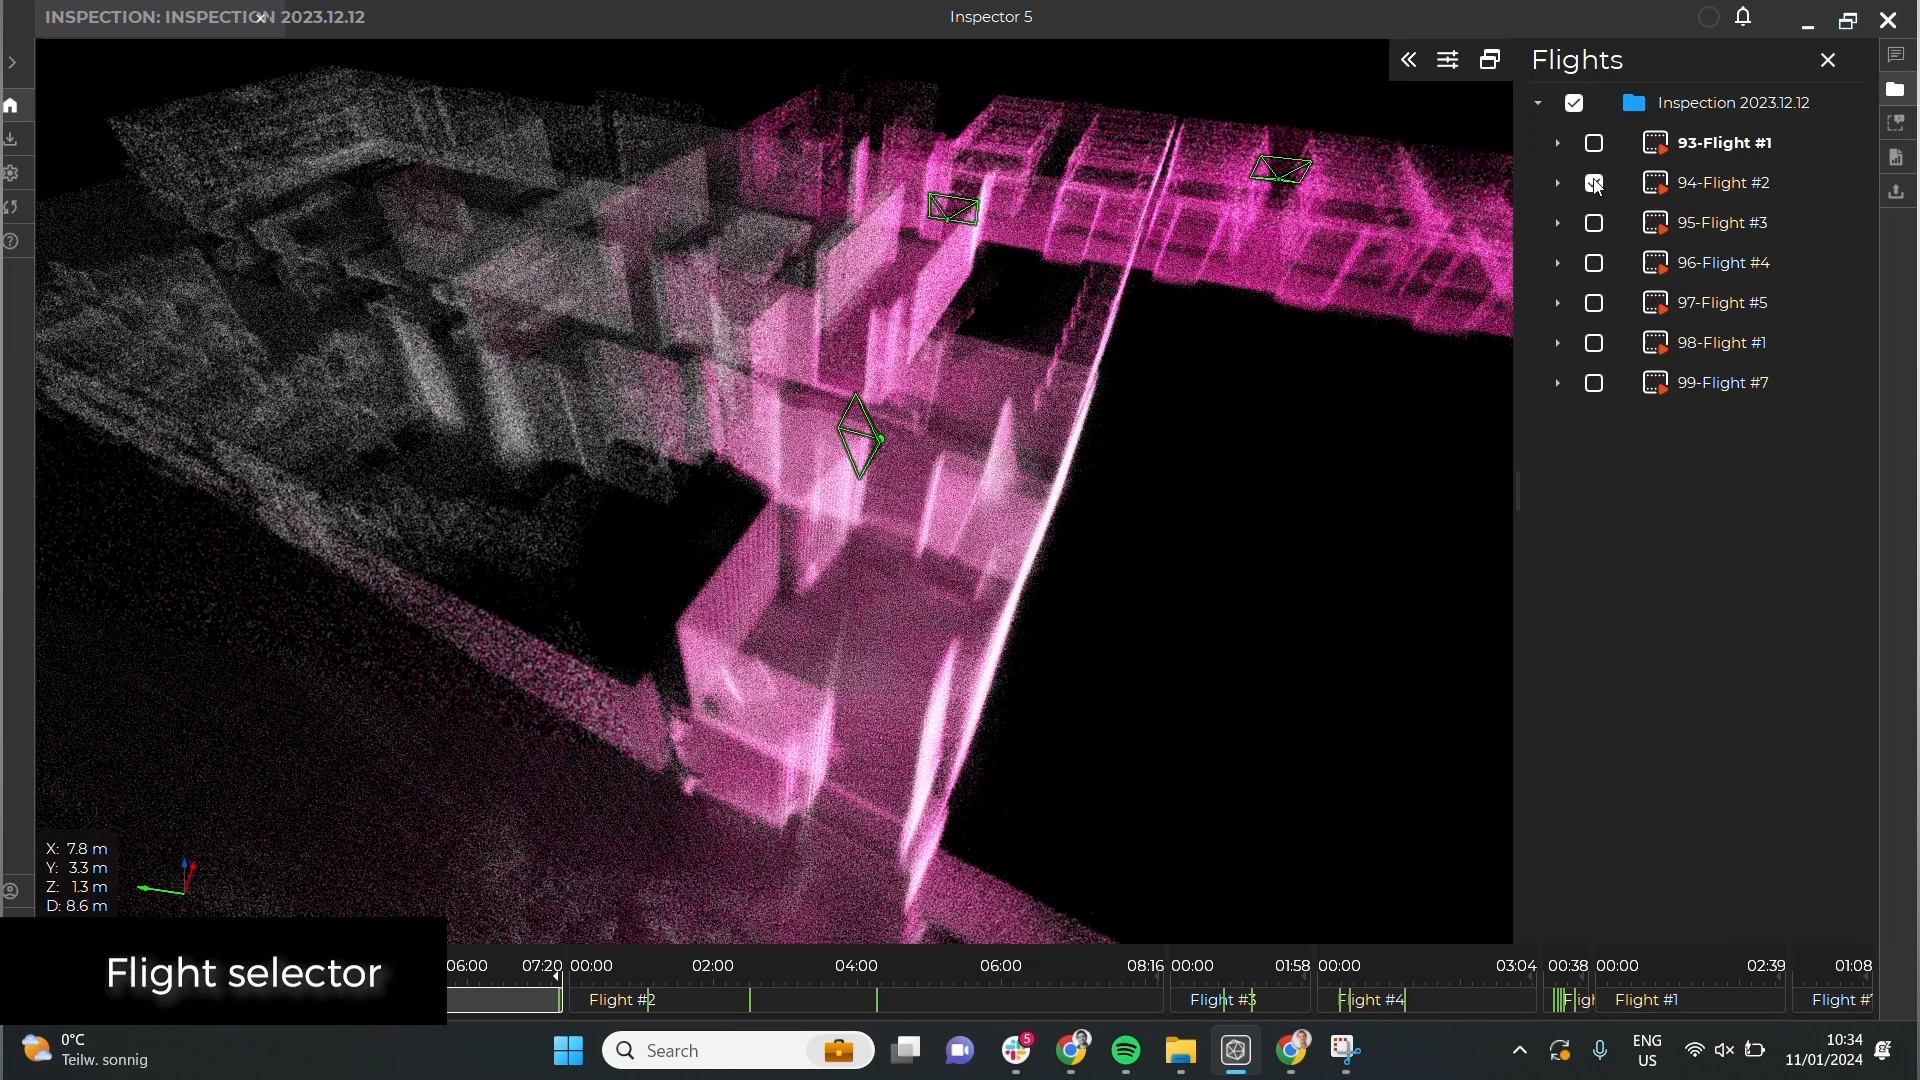 INSPECTION: INSPECTION 2023.12.12
Inspector 5
Flights
Inspection 2023.12.12
93-Flight #1
94-Flight #2
95-Flight #3
96-Flight #4
97-Flight #5
98-Flight #1
99-Flight #7
X: 7.8 m
Y: 3.3 m
Z: 1.3 m
D: 8.6 m
Flight selector
06:00 07:20 00:00 02:00 04:00 06:00 08:16 00:00 01:58 00:00 03:04 00:38 00:00 02:39 01:08
Flight #2 Flight #3 Flight #4 Fligh Flight #1 Flight #
0°C
Teilw. sonnig
Search
5
ENG
US
10:34
11/01/2024